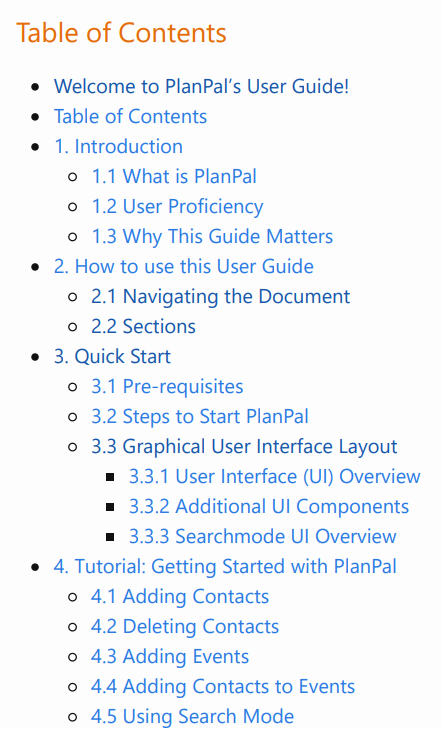 Table of Contents
Welcome to PlanPal’s User Guide!
Table of Contents
1. Introduction
1.1 What is PlanPal
1.2 User Proficiency
1.3 Why This Guide Matters
2. How to use this User Guide
2.1 Navigating the Document
2.2 Sections
3. Quick Start
3.1 Pre-requisites
3.2 Steps to Start PlanPal
3.3 Graphical User Interface Layout
3.3.1 User Interface (UI) Overview
3.3.2 Additional UI Components
3.3.3 Searchmode UI Overview
4. Tutorial: Getting Started with PlanPal
4.1 Adding Contacts
4.2 Deleting Contacts
4.3 Adding Events
4.4 Adding Contacts to Events
4.5 Using Search Mode